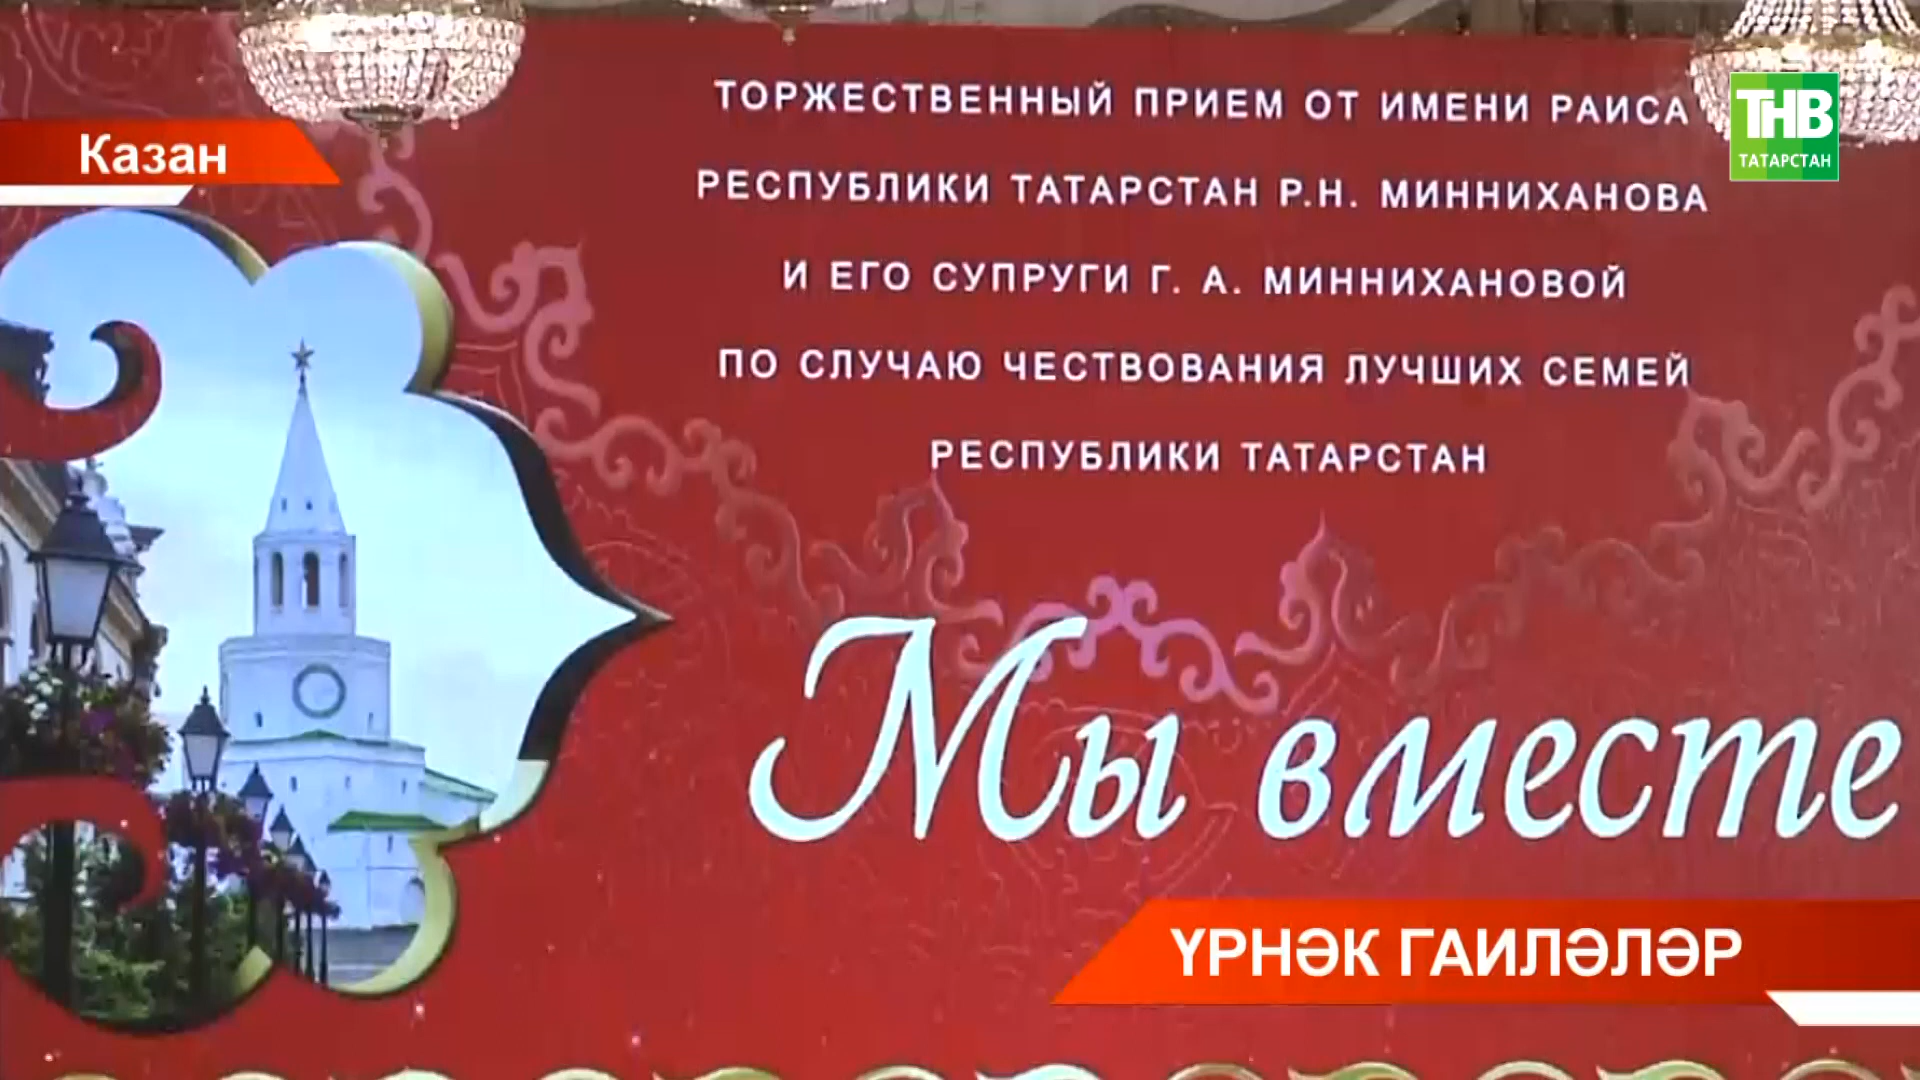 ТОРЖЕСТВЕННЫЙ ПРИЕМ ОТ ИМЕНИ РАИСА
РЕСПУБЛИКИ ТАТАРСТАН Р.Н. МИННИХАНОВА
И ЕГО СУПРУГИ Г. А. МИННИХАНОВОЙ
ПО СЛУЧАЮ ЧЕСТВОВАНИЯ ЛУЧШИХ СЕМЕЙ
РЕСПУБЛИКИ ТАТАРСТАН
ТНВ
ТАТАРСТАН
Казан
Мы вместе
ҮРНӘК ГАИЛӘЛӘР